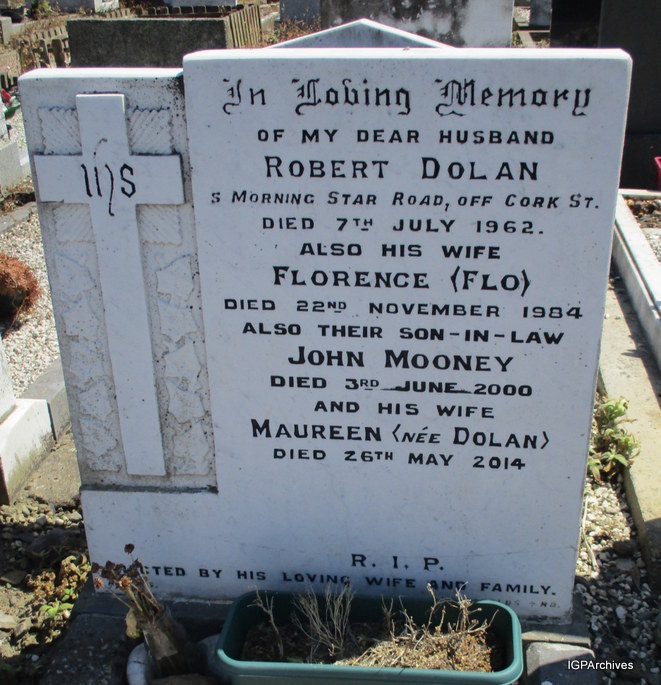 In Loving Memory
OF MY DEAR HUSBAND
ROBERT DOLAN
5 MORNING STAR ROAD, OFF CORK ST.
DIED 7TH JULY 1962.
ALSO HIS WIFE
FLORENCE (FLO)
DIED 22ND NOVEMBER 1984
ALSO THEIR SON-IN-LAW
JOHN MOONEY
DIED 3RD JUNE 2000
AND HIS WIFE
MAUREEN (NÉE DOLAN)
DIED 26TH MAY 2014
IHS
R. I. P.
BY HIS LOVING WIFE AND FAMILY.
IGPArchives